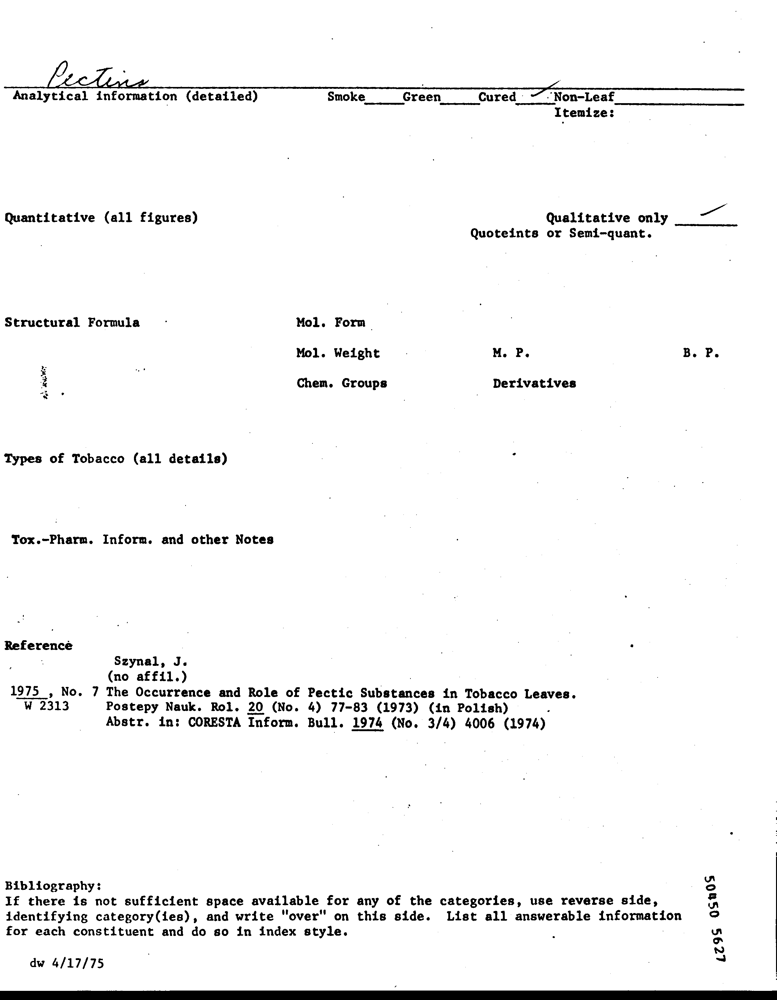 Pectins
Analytical information (detailed) Smoke Green Cured ✓ Non-Leaf
Itemize:
Quantitative (all figures) Qualitative only ✓
Quoteints or Semi-quant.
Structural Formula Mol. Form
Mol. Weight M. P. B. P.
Chem. Groups Derivatives
Types of Tobacco (all details)
Tox.-Pharm. Inform. and other Notes
Reference
Szynal, J.
(no affil.)
1975, No. 7 The Occurrence and Role of Pectic Substances in Tobacco Leaves.
W 2313 Postepy Nauk. Rol. 20 (No. 4) 77-83 (1973) (in Polish)
Abstr. in: CORESTA Inform. Bull. 1974 (No. 3/4) 4006 (1974)
Bibliography:
If there is not sufficient space available for any of the categories, use reverse side,
identifying category(ies), and write "over" on this side. List all answerable information
for each constituent and do so in index style.
dw 4/17/75